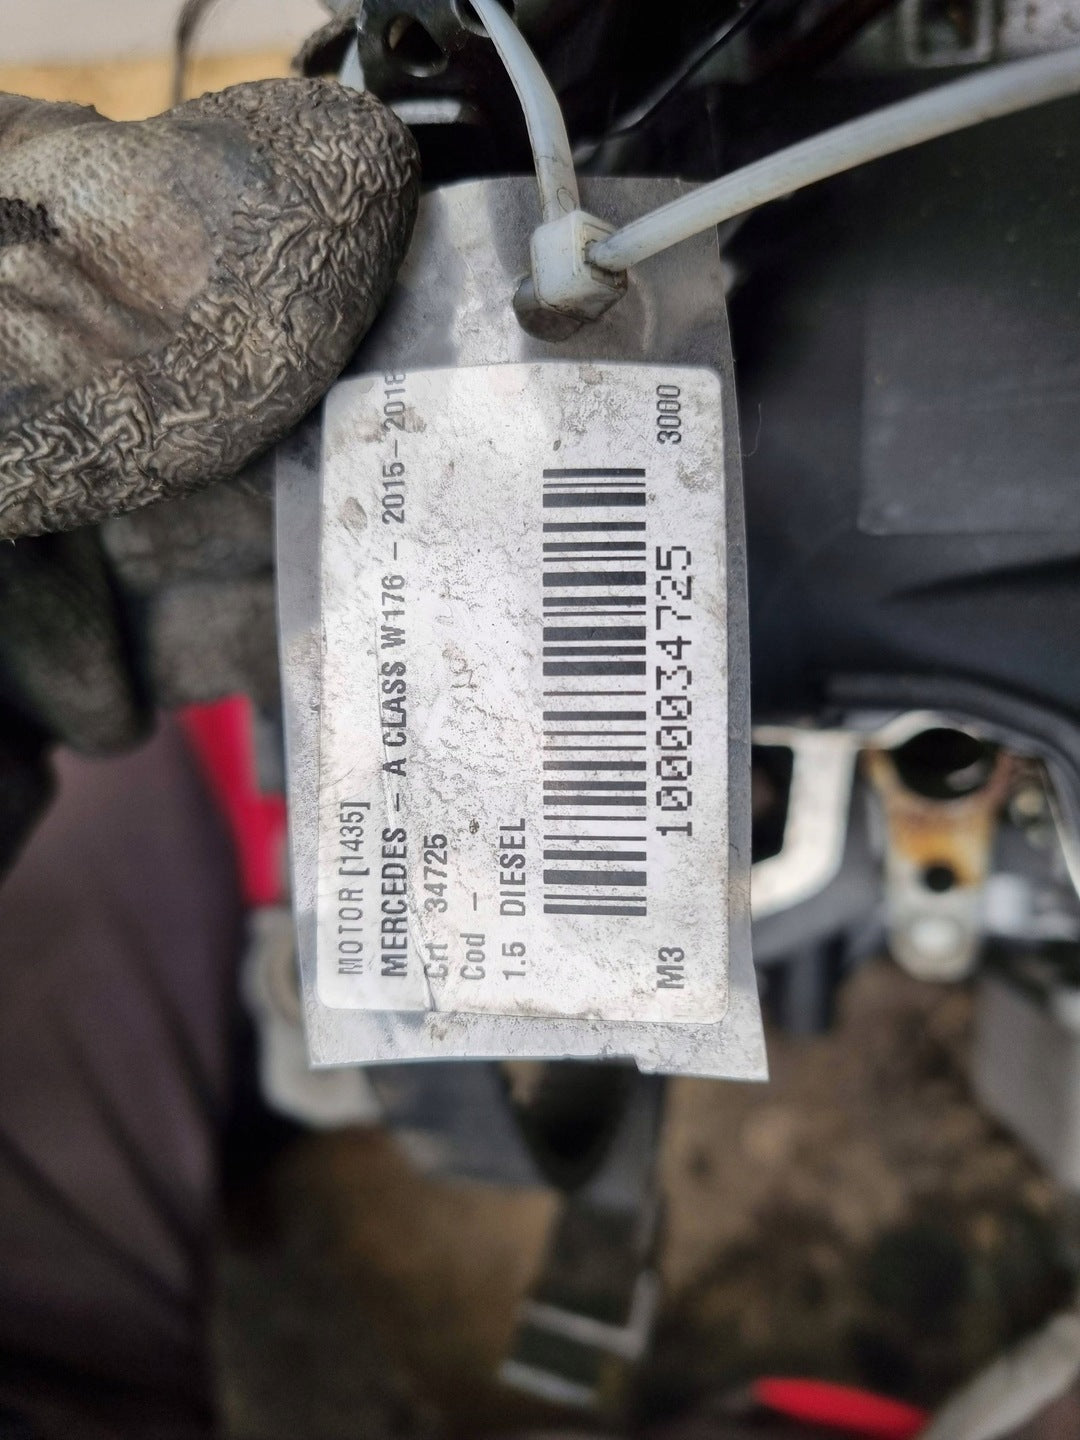 MOTOR [1435]
MERCEDES - A CLASS W176 - 2015-2018
Crt 34725
Cod -
1.5 DIESEL
M3 1000034725 3000